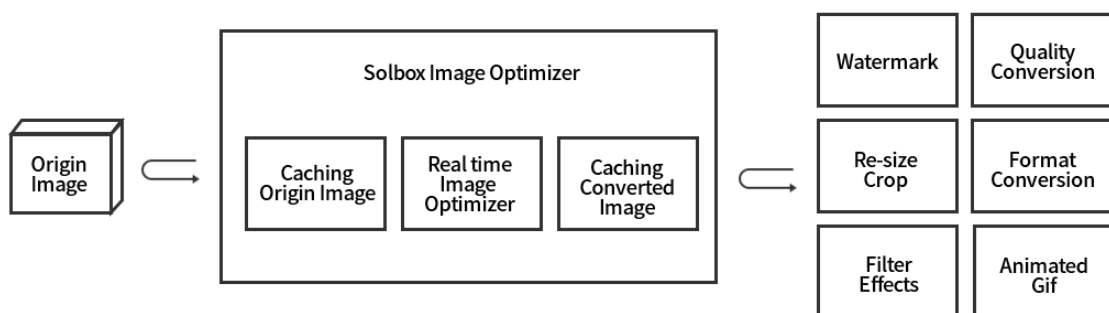 Solbox Image Optimizer
Origin
Image
Caching
Origin Image
Real time
Image
Optimizer
Caching
Converted
Image
Watermark
Quality
Conversion
Re-size
Crop
Format
Conversion
Filter
Effects
Animated
Gif